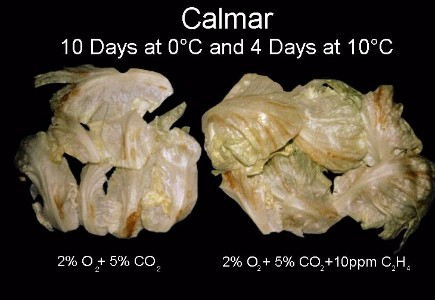 Calmar
10 Days at 0°C and 4 Days at 10°C
2% O₂+ 5% CO₂
2% O₂+ 5% CO₂+10ppm C₂H₄